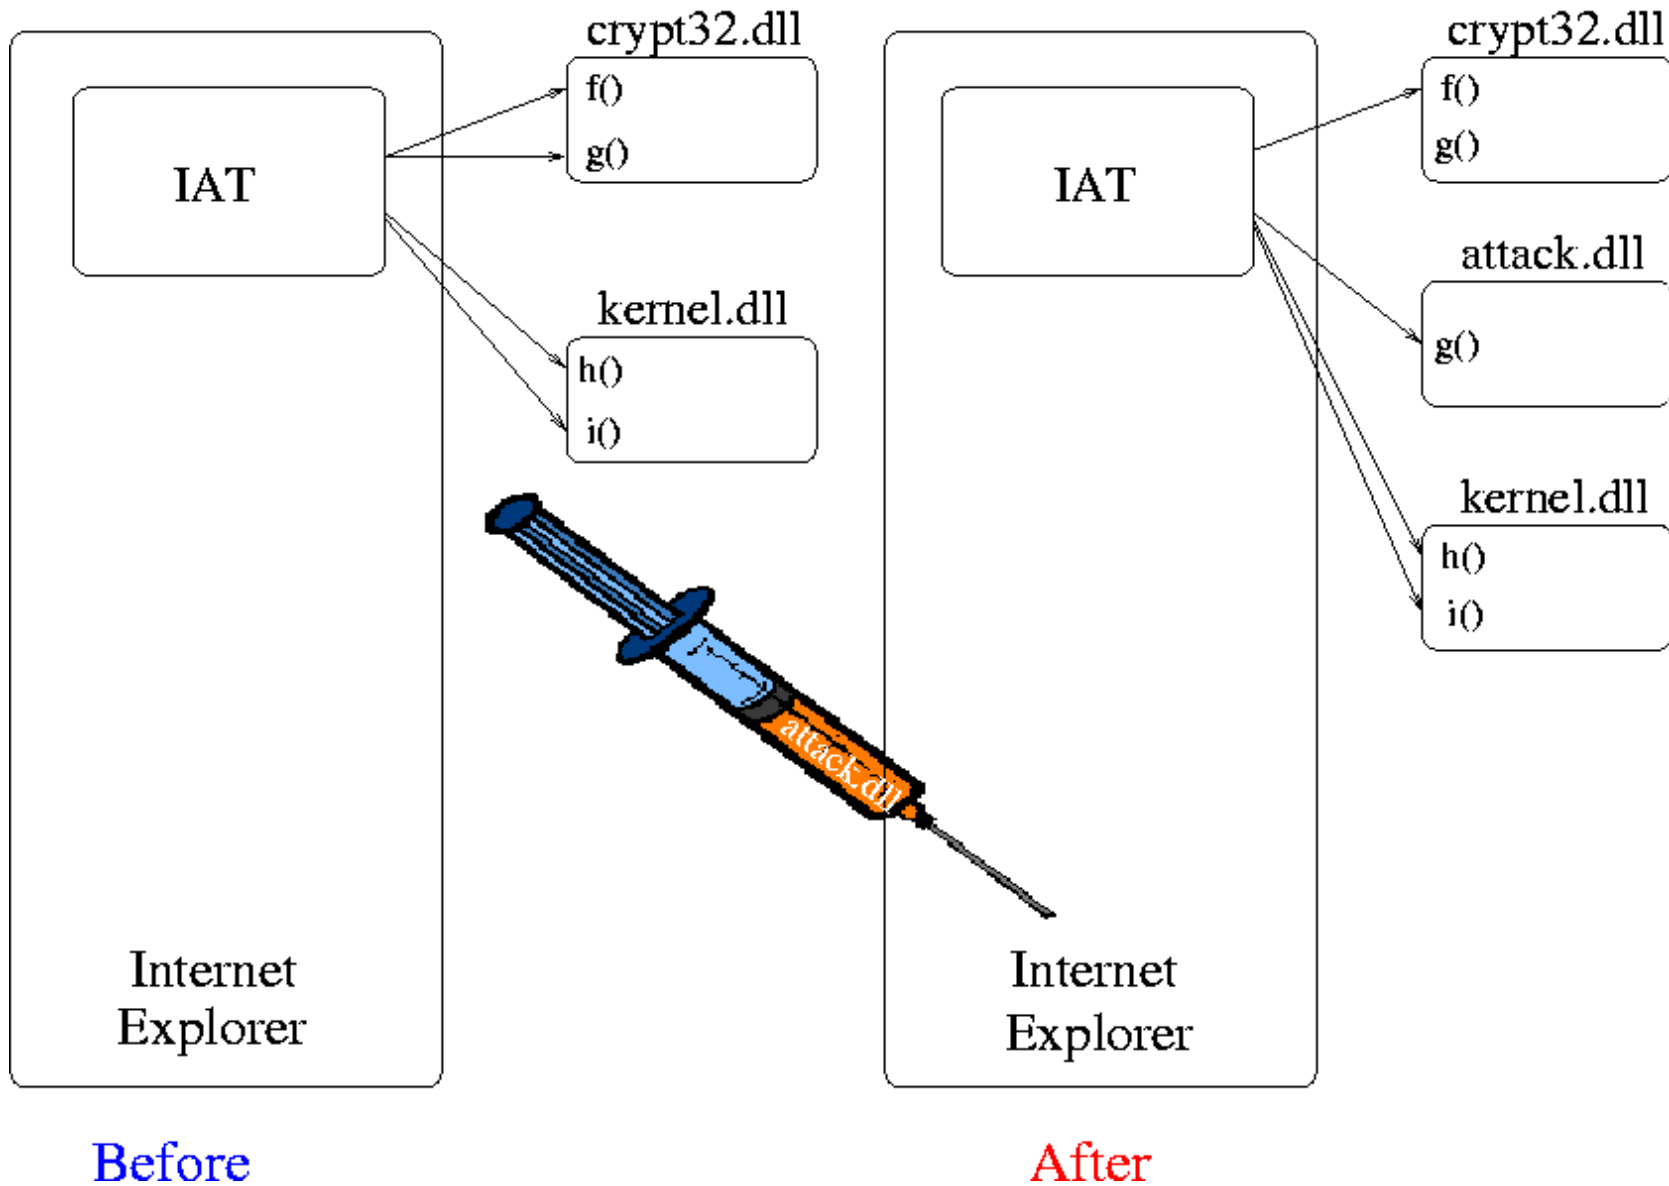 crypt32.dll
f()
g()
IAT
kernel.dll
h()
i()
Internet
Explorer
Before
attack.dll
crypt32.dll
f()
g()
IAT
attack.dll
g()
kernel.dll
h()
i()
Internet
Explorer
After